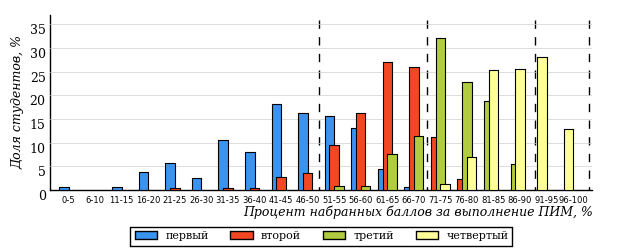 Доля студентов, %
35
30
25
20
15
10
5
0
0-5 6-10 11-15 16-20 21-25 26-30 31-35 36-40 41-45 46-50 51-55 56-60 61-65 66-70 71-75 76-80 81-85 86-90 91-95 96-100
Процент набранных баллов за выполнение ПИМ, %
первый второй третий четвертый